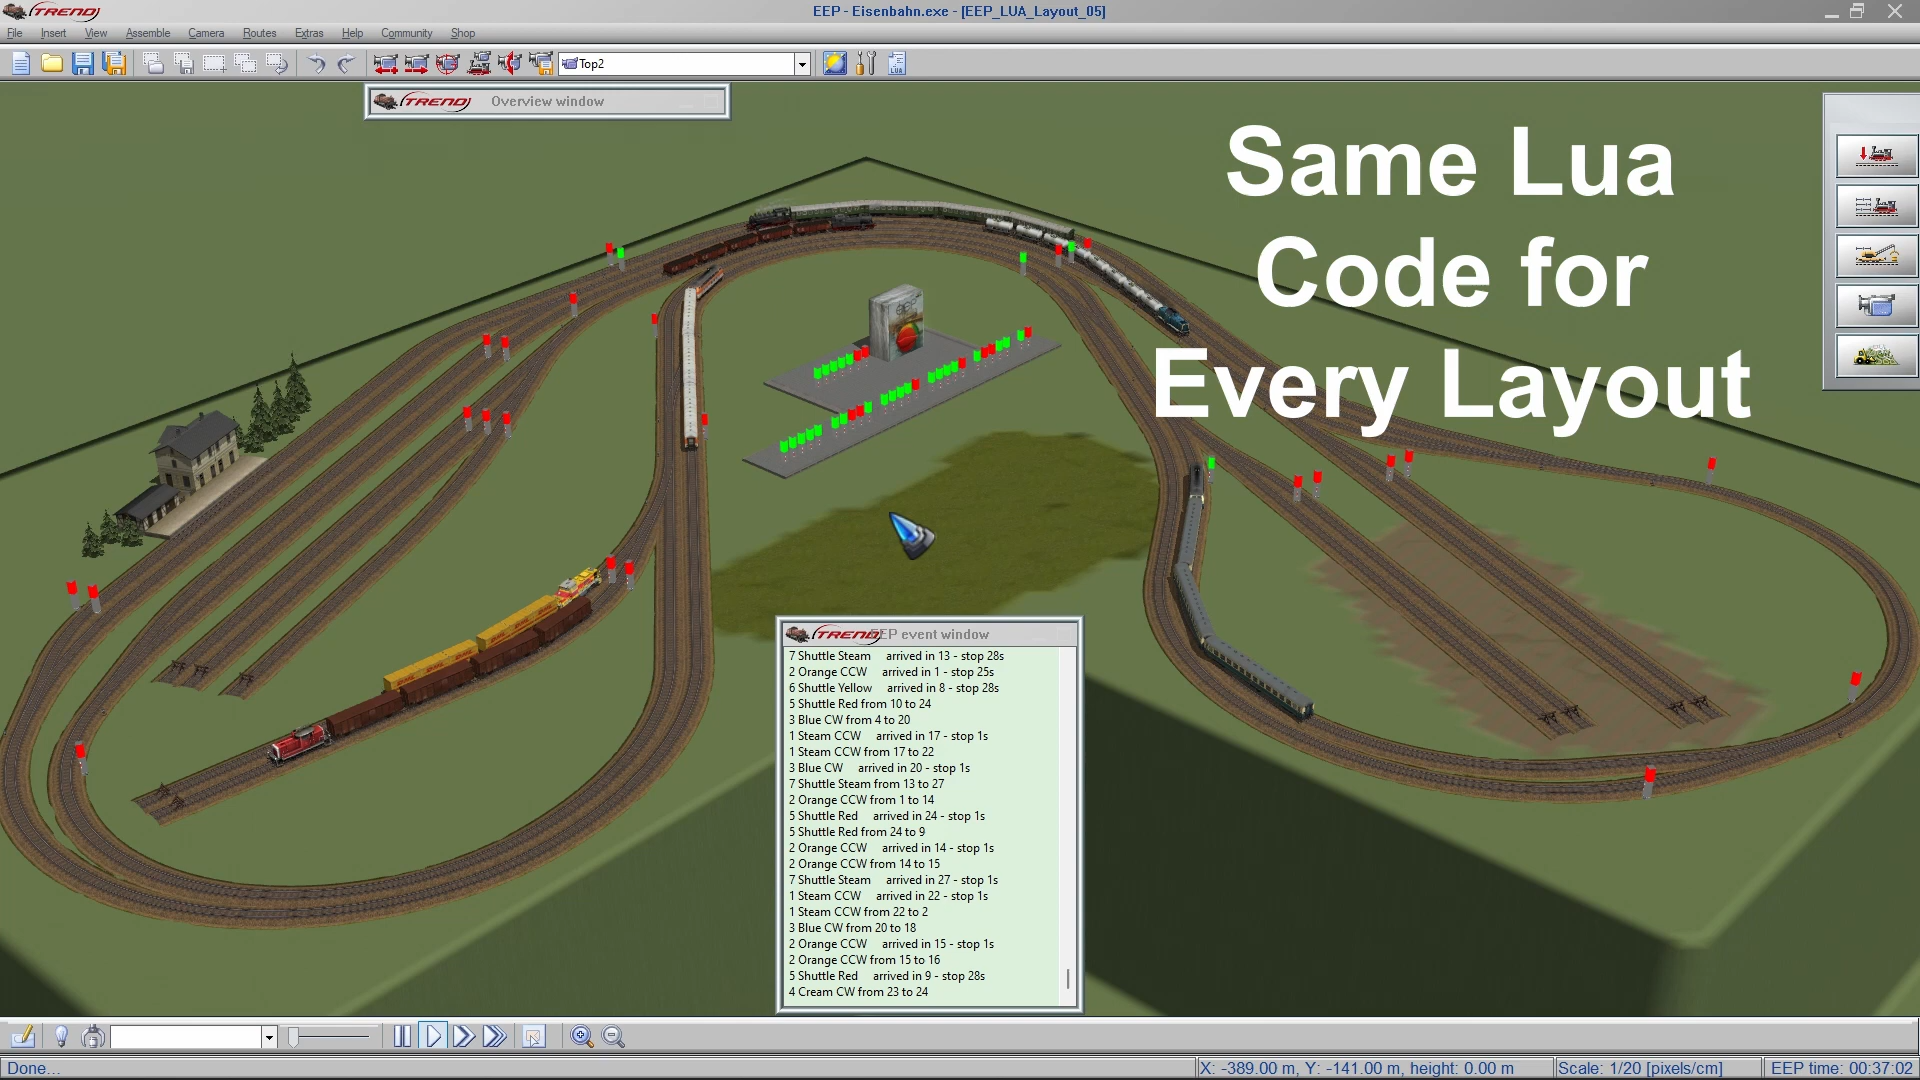 TREND
EEP - Eisenbahn.exe - [EEP_LUA_Layout_05]
File Insert View Assemble Camera Routes Extras Help Community Shop
Top2
LUA
TREND Overview window
Same Lua
Code for
Every Layout
TREND EEP event window
7 Shuttle Steam arrived in 13 - stop 28s
2 Orange CCW arrived in 1 - stop 25s
6 Shuttle Yellow arrived in 8 - stop 28s
5 Shuttle Red from 10 to 24
3 Blue CW from 4 to 20
1 Steam CCW arrived in 17 - stop 1s
1 Steam CCW from 17 to 22
3 Blue CW arrived in 20 - stop 1s
7 Shuttle Steam from 13 to 27
2 Orange CCW from 1 to 14
5 Shuttle Red arrived in 24 - stop 1s
5 Shuttle Red from 24 to 9
2 Orange CCW arrived in 14 - stop 1s
2 Orange CCW from 14 to 15
7 Shuttle Steam arrived in 27 - stop 1s
1 Steam CCW arrived in 22 - stop 1s
1 Steam CCW from 22 to 2
3 Blue CW from 20 to 18
2 Orange CCW arrived in 15 - stop 1s
2 Orange CCW from 15 to 16
5 Shuttle Red arrived in 9 - stop 28s
4 Cream CW from 23 to 24
Done...
X: -389.00 m, Y: -141.00 m, height: 0.00 m
Scale: 1/20 [pixels/cm]
EEP time: 00:37:02